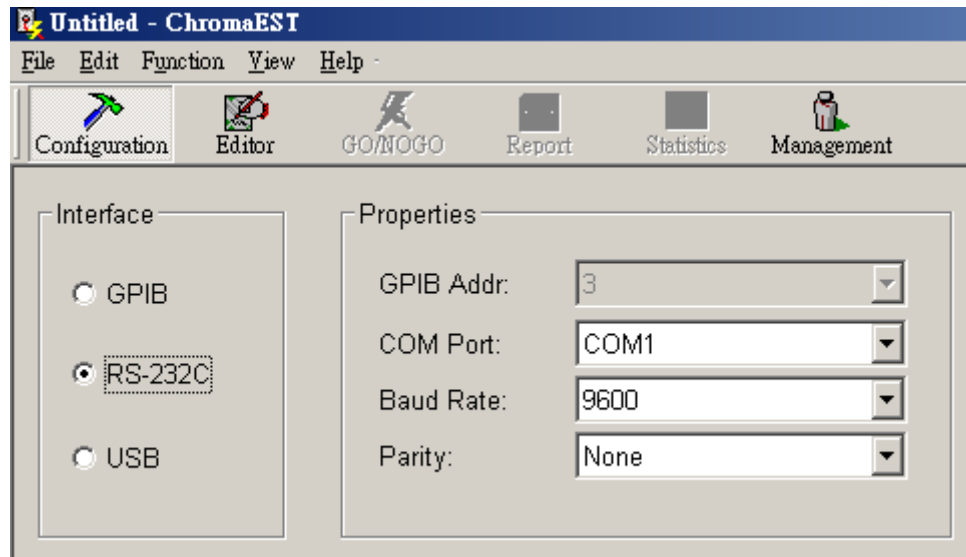 Untitled - ChromaEST
File Edit Function View Help
Configuration Editor GO/NOGO Report Statistics Management
Interface
GPIB
RS-232C
USB
Properties
GPIB Addr: 3
COM Port: COM1
Baud Rate: 9600
Parity: None